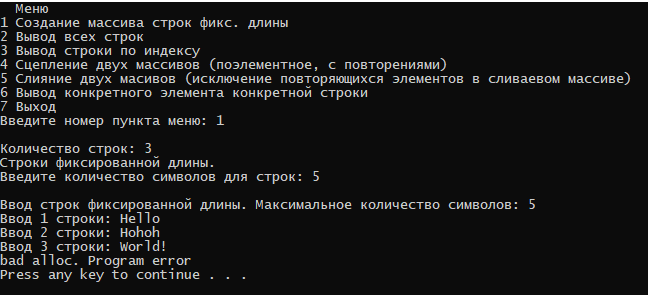 Меню
1 Создание массива строк фикс. длины
2 Вывод всех строк
3 Вывод строки по индексу
4 Сцепление двух массивов (поэлементное, с повторениями)
5 Слияние двух масивов (исключение повторяющихся элементов в сливаевом массиве)
6 Вывод конкретного элемента конкретной строки
7 Выход
Введите номер пункта меню: 1
Количество строк: 3
Строки фиксированной длины.
Введите количество символов для строк: 5
Ввод строк фиксированной длины. Максимальное количество символов: 5
Ввод 1 строки: Hello
Ввод 2 строки: Hohoh
Ввод 3 строки: World!
bad alloc. Program error
Press any key to continue . . .